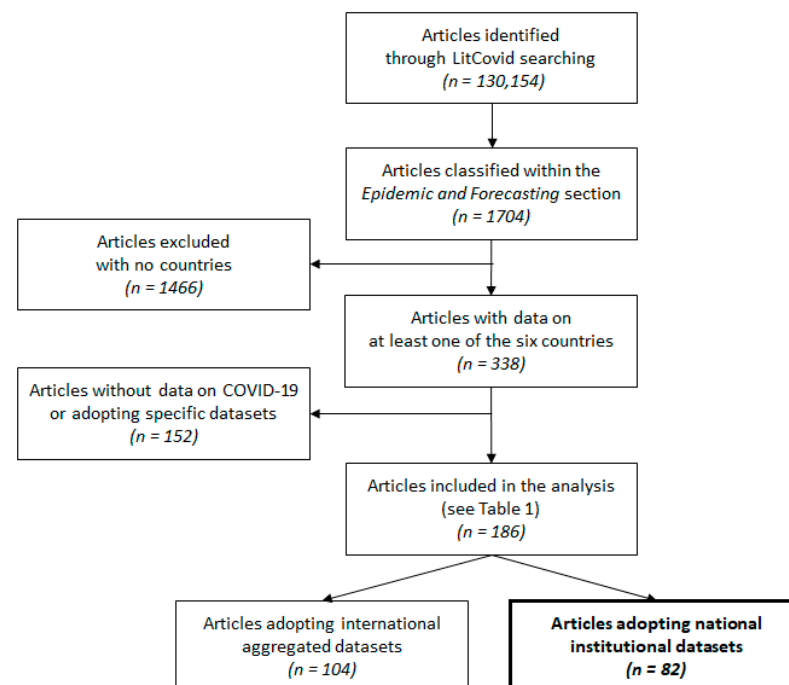 Articles identified
through LitCovid searching
(n = 130,154)
Articles classified within the
Epidemic and Forecasting section
(n = 1704)
Articles excluded
with no countries
(n = 1466)
Articles with data on
at least one of the six countries
(n = 338)
Articles without data on COVID-19
or adopting specific datasets
(n = 152)
Articles included in the analysis
(see Table 1)
(n = 186)
Articles adopting international
aggregated datasets
(n = 104)
Articles adopting national
institutional datasets
(n = 82)